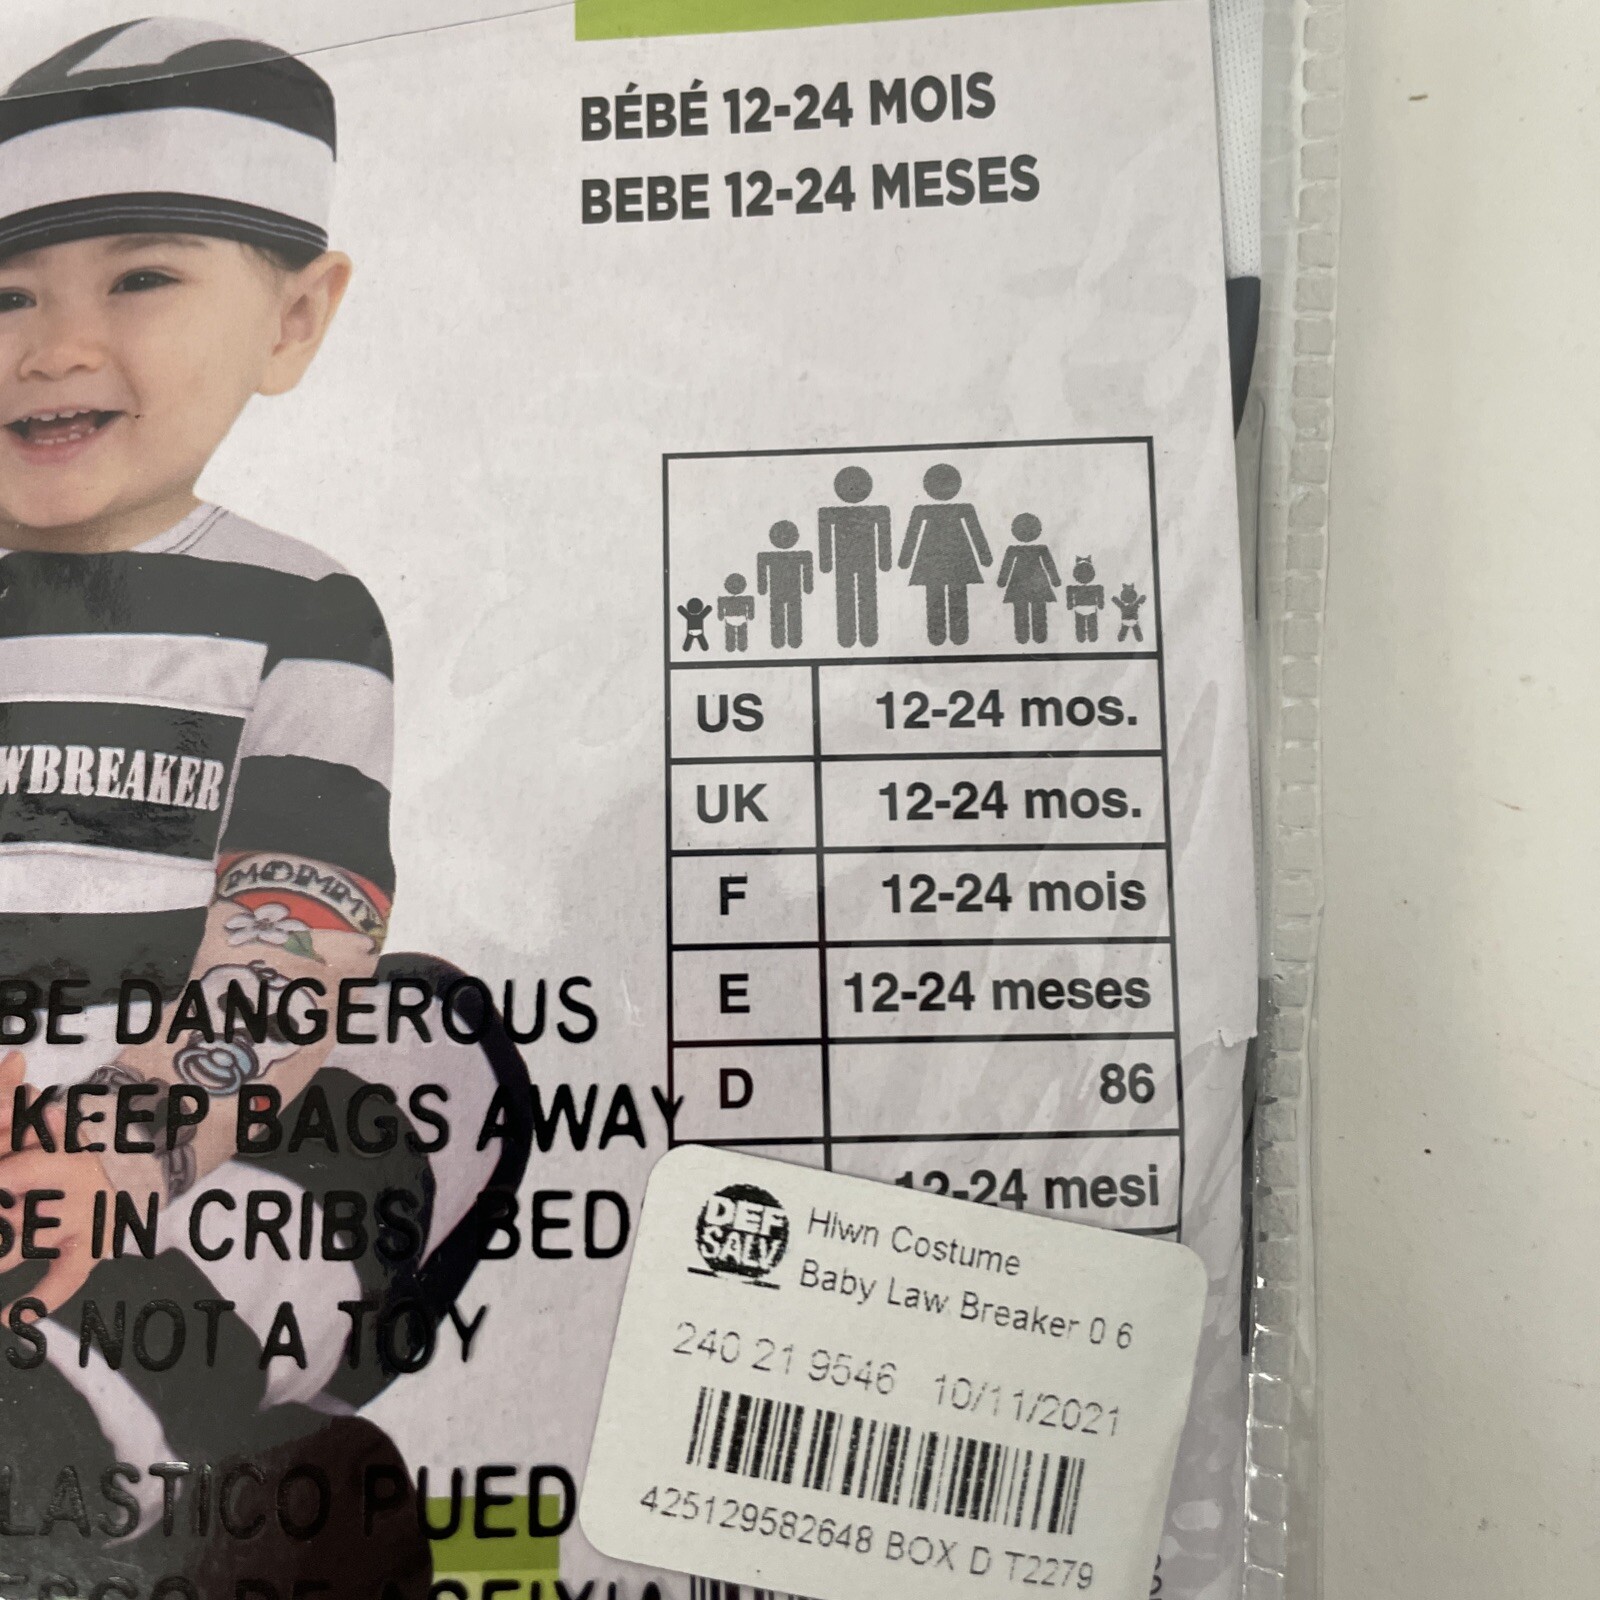 BÉBÉ 12-24 MOIS
BEBE 12-24 MESES
US 12-24 mos.
UK 12-24 mos.
F 12-24 mois
E 12-24 meses
D 86
12-24 mesi
WBREAKER
MOMMY
BE DANGEROUS
KEEP BAGS AWAY
SE IN CRIBS, BED
S NOT A TOY
LASTICO PUED
DEF
SALV
Hlwn Costume
Baby Law Breaker 0 6
240 21 9546 10/11/2021
425129582648 BOX D T2279